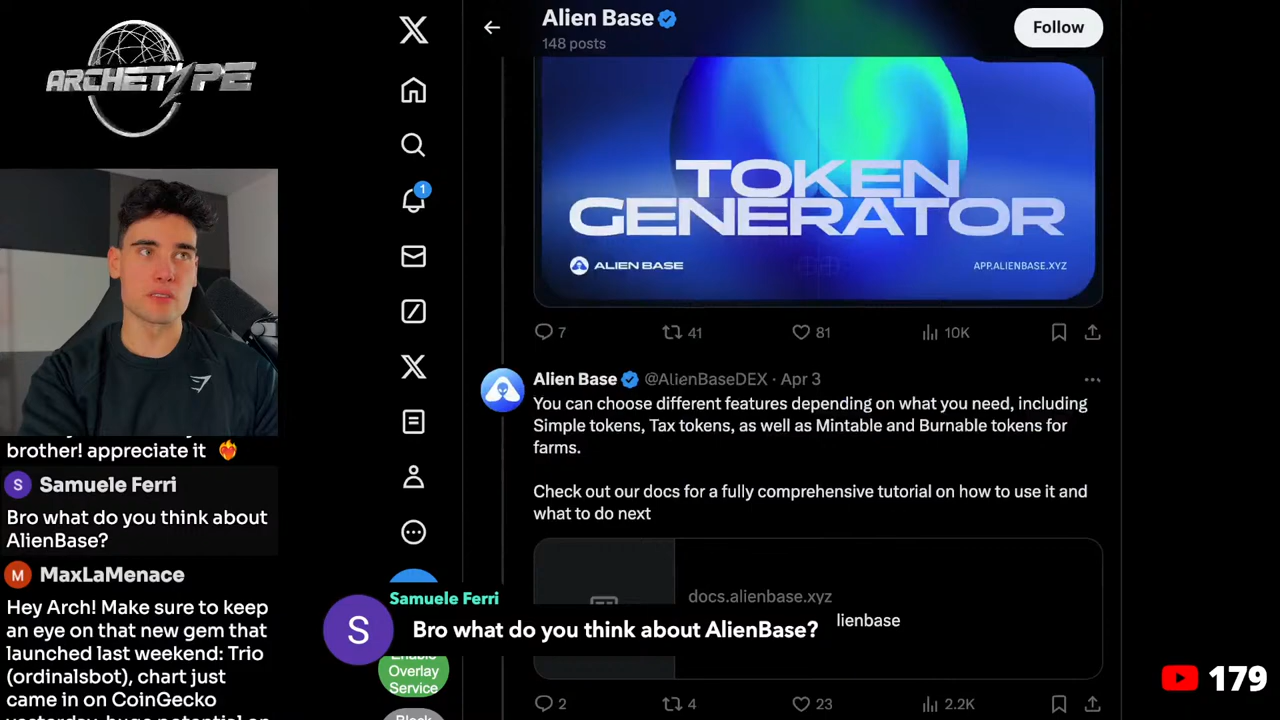 ARCHETYPE
brother! appreciate it
S Samuele Ferri
Bro what do you think about
AlienBase?
M MaxLaMenace
Hey Arch! Make sure to keep
an eye on that new gem that
launched last weekend: Trio
(ordinalsbot), chart just
came in on CoinGecko
1
Alien Base
148 posts
Follow
TOKEN
GENERATOR
ALIEN BASE
APP.ALIENBASE.XYZ
7
41
81
10K
Alien Base @AlienBaseDEX · Apr 3
You can choose different features depending on what you need, including
Simple tokens, Tax tokens, as well as Mintable and Burnable tokens for
farms.
Check out our docs for a fully comprehensive tutorial on how to use it and
what to do next
docs.alienbase.xyz
lienbase
2
4
23
2.2K
Samuele Ferri
S
Bro what do you think about AlienBase?
Enable
Overlay
Service
Block
179